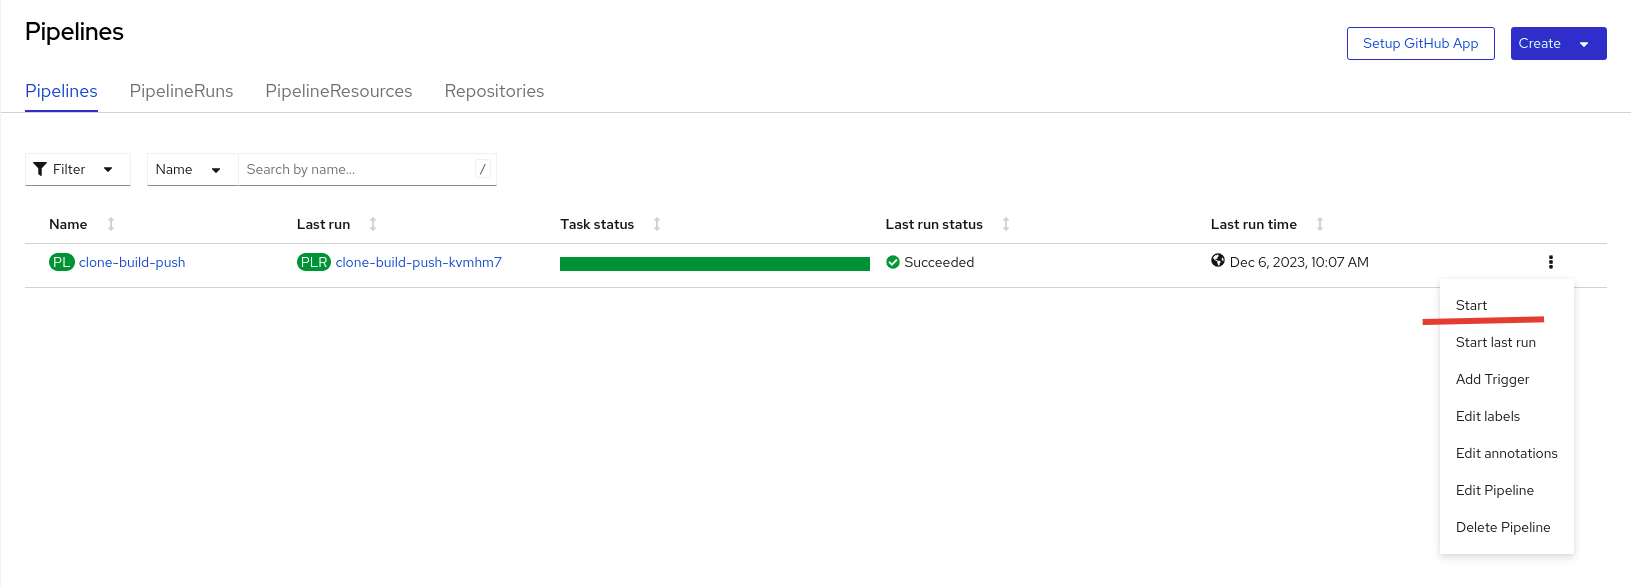 Pipelines
Setup GitHub App Create
Pipelines PipelineRuns PipelineResources Repositories
Filter Name Search by name... /
Name Last run Task status Last run status Last run time
PL clone-build-push PLR clone-build-push-kvmhm7 Succeeded Dec 6, 2023, 10:07 AM
Start
Start last run
Add Trigger
Edit labels
Edit annotations
Edit Pipeline
Delete Pipeline